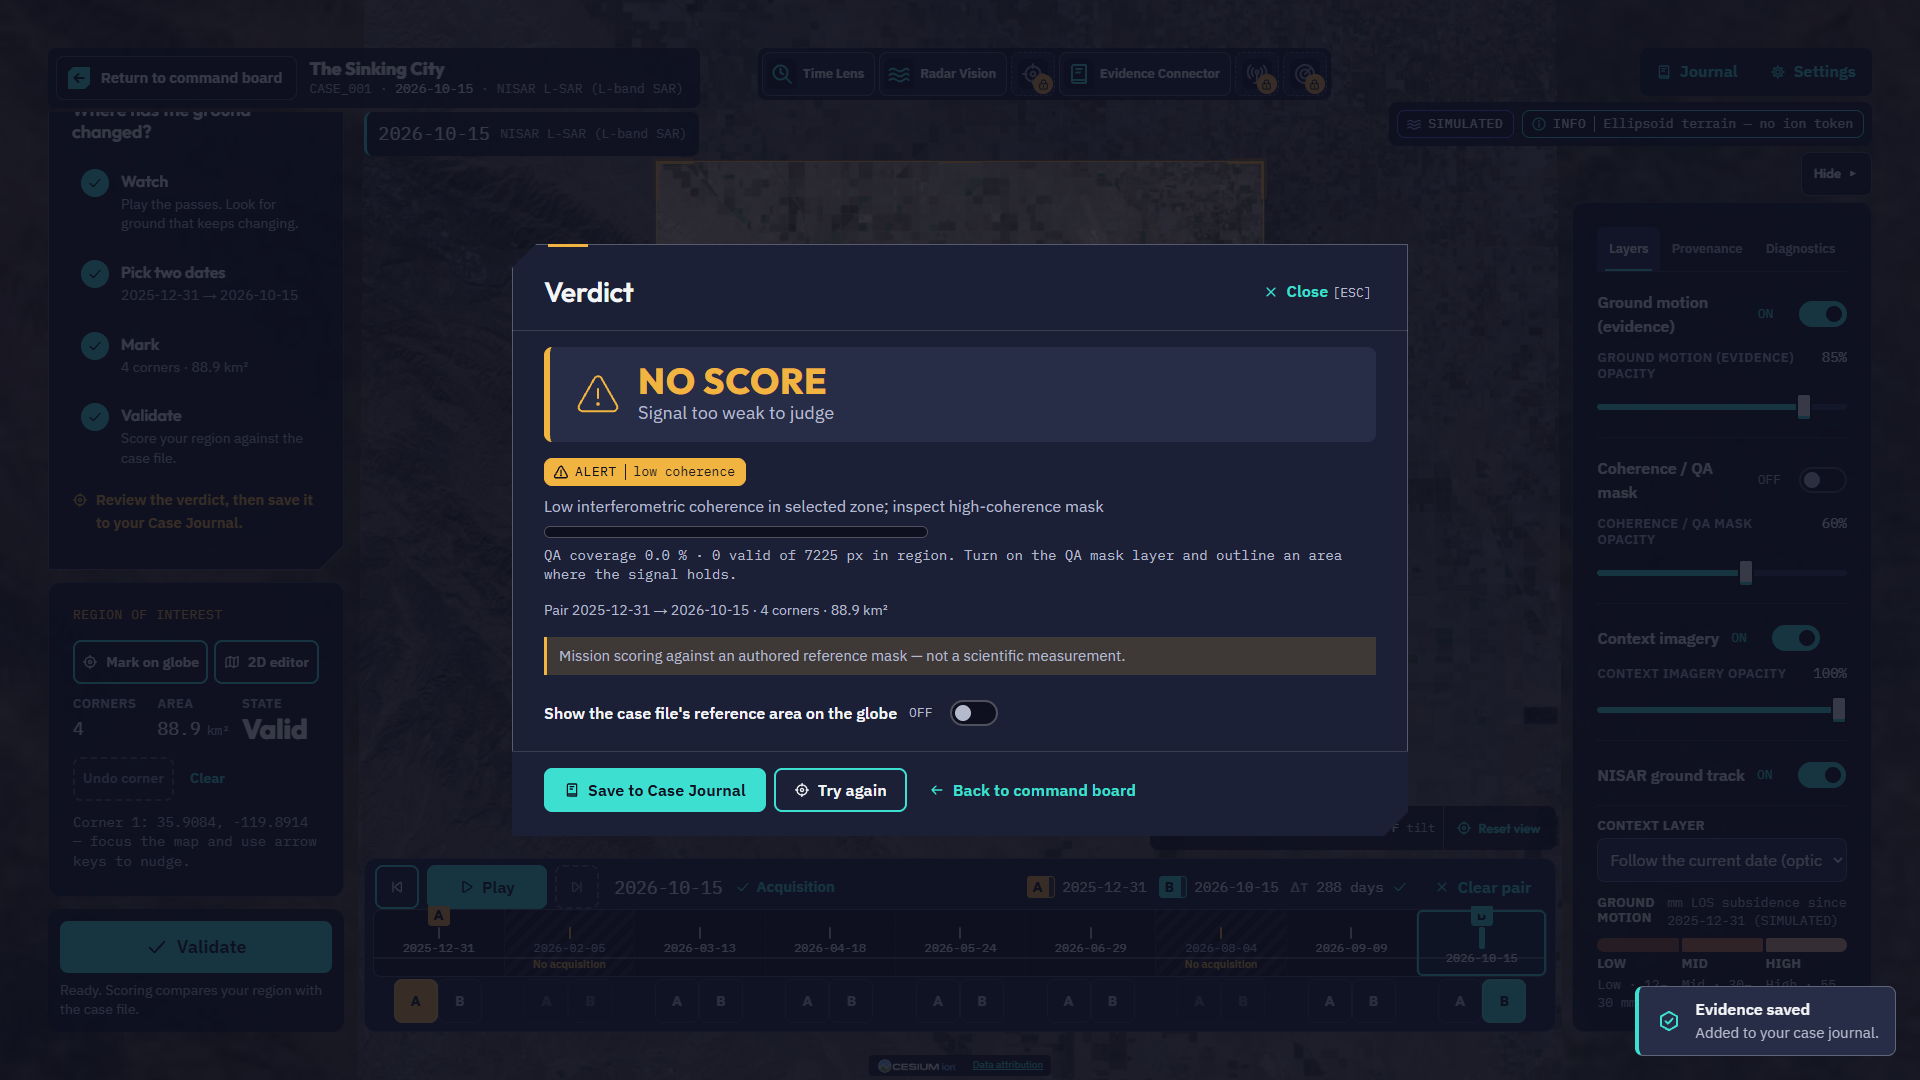 Return to command board
The Sinking City
CASE_001 · 2026-10-15 · NISAR L-SAR (L-band SAR)
Time Lens
Radar Vision
Evidence Connector
Journal
Settings
2026-10-15 NISAR L-SAR (L-band SAR)
SIMULATED
INFO | Ellipsoid terrain — no ion token
Hide
Where has the ground
changed?
Watch
Play the passes. Look for
ground that keeps changing.
Pick two dates
2025-12-31 → 2026-10-15
Mark
4 corners · 88.9 km²
Validate
Score your region against the
case file.
Review the verdict, then save it
to your Case Journal.
REGION OF INTEREST
Mark on globe
2D editor
CORNERS AREA STATE
4 88.9 km² Valid
Undo corner Clear
Corner 1: 35.9084, -119.8914
— focus the map and use arrow
keys to nudge.
Validate
Ready. Scoring compares your region with
the case file.
Verdict
Close [ESC]
NO SCORE
Signal too weak to judge
ALERT | low coherence
Low interferometric coherence in selected zone; inspect high-coherence mask
QA coverage 0.0 % · 0 valid of 7225 px in region. Turn on the QA mask layer and outline an area
where the signal holds.
Pair 2025-12-31 → 2026-10-15 · 4 corners · 88.9 km²
Mission scoring against an authored reference mask — not a scientific measurement.
Show the case file's reference area on the globe OFF
Save to Case Journal
Try again
Back to command board
tilt
Reset view
Play
2026-10-15
Acquisition
A 2025-12-31 B 2026-10-15 ΔT 288 days
Clear pair
A
2025-12-31 2026-02-05 2026-03-13 2026-04-18 2026-05-24 2026-06-29 2026-08-04 2026-09-09 2026-10-15
No acquisition No acquisition
A B A B A B A B A B A B A B A B A B
CESIUM ion Data attribution
Layers Provenance Diagnostics
Ground motion
(evidence)
ON
GROUND MOTION (EVIDENCE)
OPACITY
85%
Coherence / QA
mask
OFF
COHERENCE / QA MASK
OPACITY
60%
Context imagery ON
CONTEXT IMAGERY OPACITY 100%
NISAR ground track ON
CONTEXT LAYER
Follow the current date (optic
GROUND
MOTION
mm LOS subsidence since
2025-12-31 (SIMULATED)
LOW MID HIGH
Evidence saved
Added to your case journal.